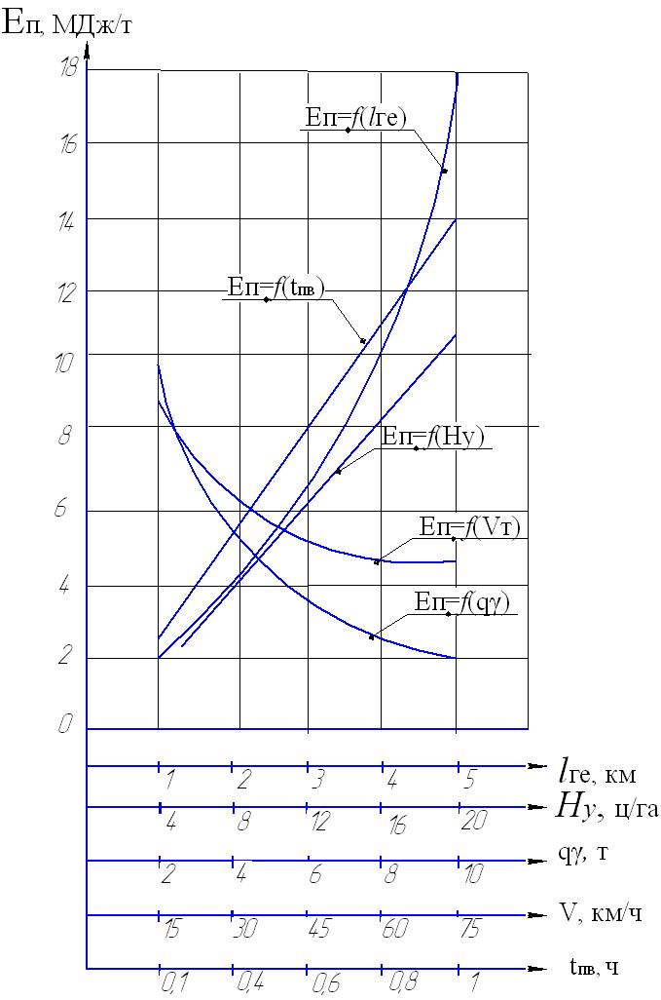 Еп, МДж/т
18
Еп=f(lге)
16
14
Еп=f(tпв)
12
10
8
Еп=f(Ну)
6
Еп=f(Vт)
Еп=f(qγ)
4
2
0
1 2 3 4 5 lге, км
4 8 12 16 20 Ну, ц/га
2 4 6 8 10 qγ, т
15 30 45 60 75 V, км/ч
0,1 0,4 0,6 0,8 1 tпв, ч